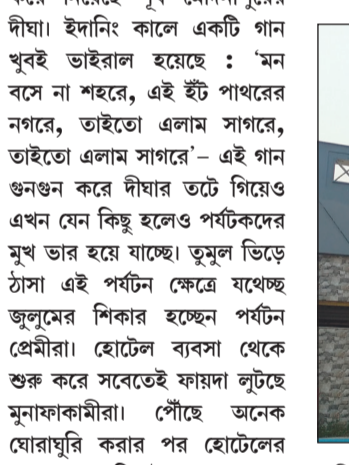 দীঘা। ইদানিং কালে একটি গান
খুবই ভাইরাল হয়েছে : ‘মন
বসে না শহরে, এই ইঁট পাথরের
নগরে, তাইতো এলাম সাগরে,
তাইতো এলাম সাগরে’– এই গান
গুনগুন করে দীঘার তটে গিয়েও
এখন যেন কিছু হলেও পর্যটকদের
মুখ ভার হয়ে যাচ্ছে। তুমুল ভিড়ে
ঠাসা এই পর্যটন ক্ষেত্রে যথেচ্ছ
জুলুমের শিকার হচ্ছেন পর্যটন
প্রেমীরা। হোটেল ব্যবসা থেকে
শুরু করে সবেতেই ফায়দা লুটছে
মুনাফাকামীরা। পৌঁছে অনেক
ঘোরাঘুরি করার পর হোটেলের